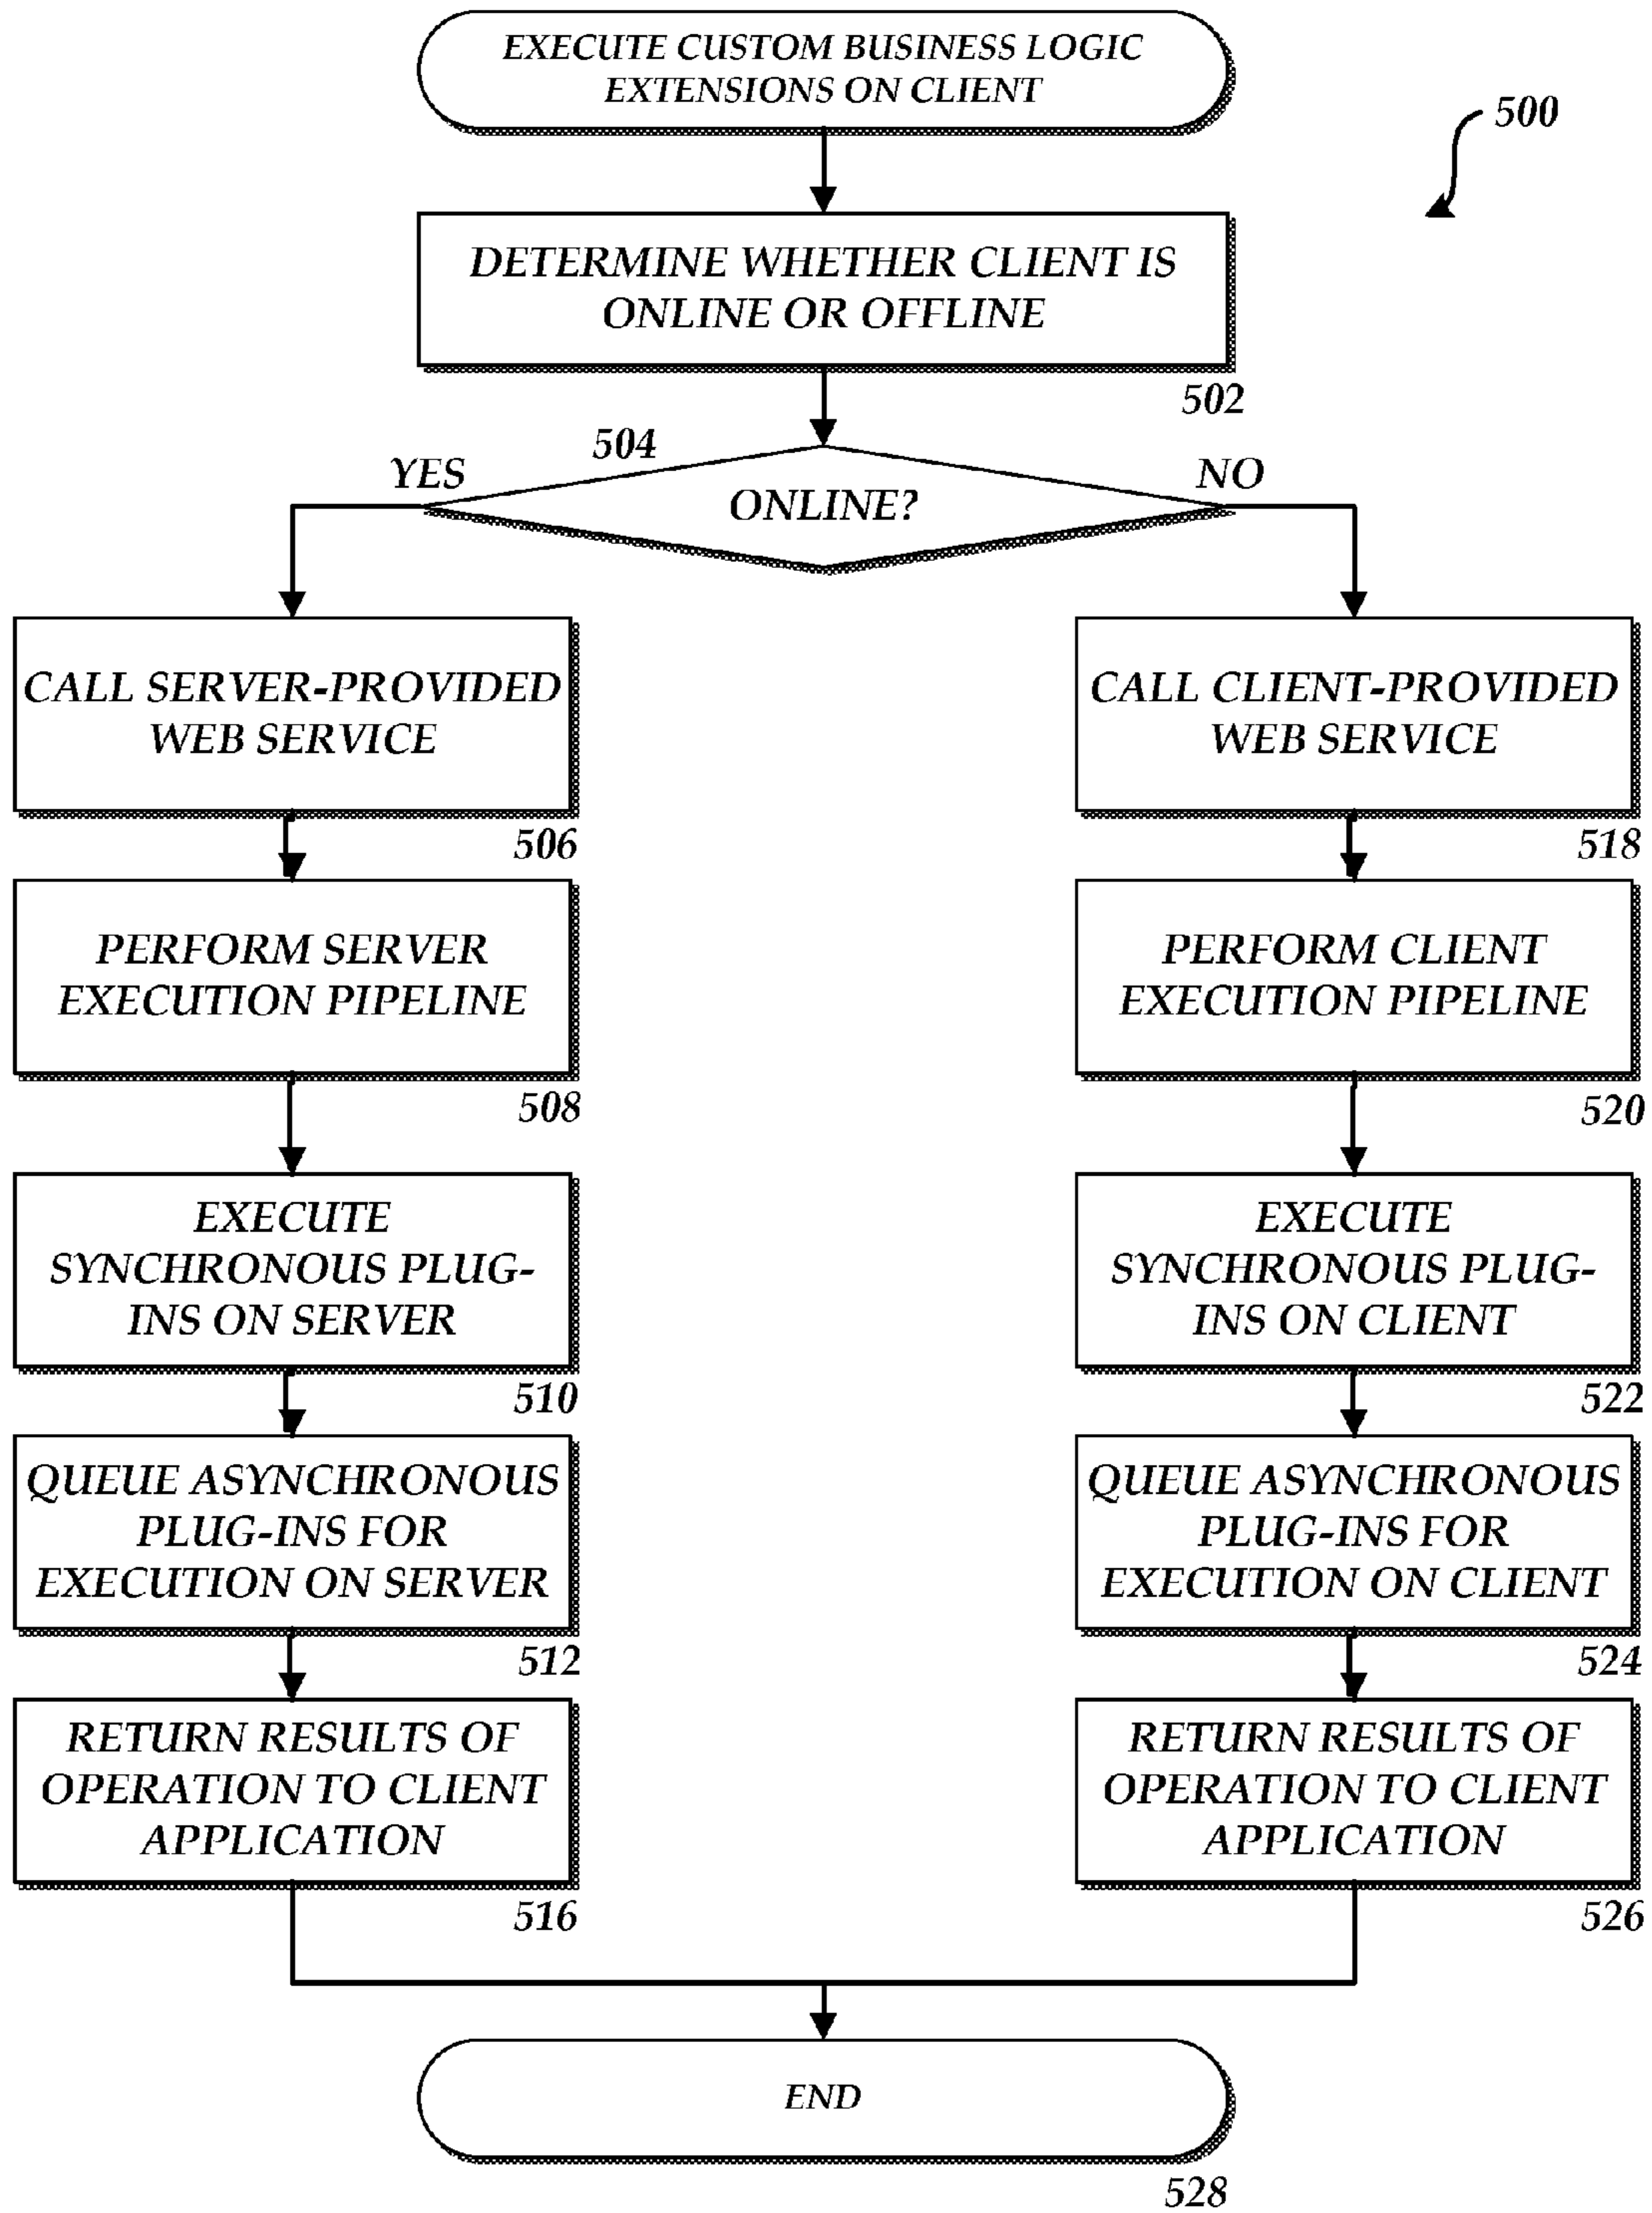 EXECUTE CUSTOM BUSINESS LOGIC
EXTENSIONS ON CLIENT
500
DETERMINE WHETHER CLIENT IS
ONLINE OR OFFLINE
502
504
YES
NO
ONLINE?
CALL SERVER-PROVIDED
WEB SERVICE
506
PERFORM SERVER
EXECUTION PIPELINE
508
EXECUTE
SYNCHRONOUS PLUG-
INS ON SERVER
510
QUEUE ASYNCHRONOUS
PLUG-INS FOR
EXECUTION ON SERVER
512
RETURN RESULTS OF
OPERATION TO CLIENT
APPLICATION
516
CALL CLIENT-PROVIDED
WEB SERVICE
518
PERFORM CLIENT
EXECUTION PIPELINE
520
EXECUTE
SYNCHRONOUS PLUG-
INS ON CLIENT
522
QUEUE ASYNCHRONOUS
PLUG-INS FOR
EXECUTION ON CLIENT
524
RETURN RESULTS OF
OPERATION TO CLIENT
APPLICATION
526
END
528